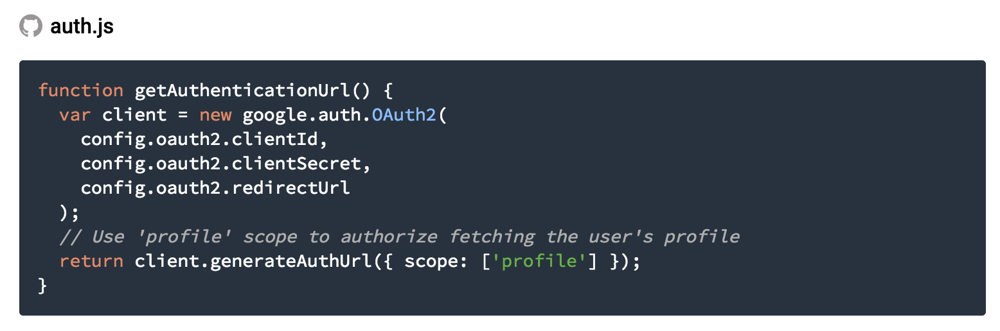 auth.js
function getAuthenticationUrl() {
  var client = new google.auth.OAuth2(
    config.oauth2.clientId,
    config.oauth2.clientSecret,
    config.oauth2.redirectUrl
  );
  // Use 'profile' scope to authorize fetching the user's profile
  return client.generateAuthUrl({ scope: ['profile'] });
}